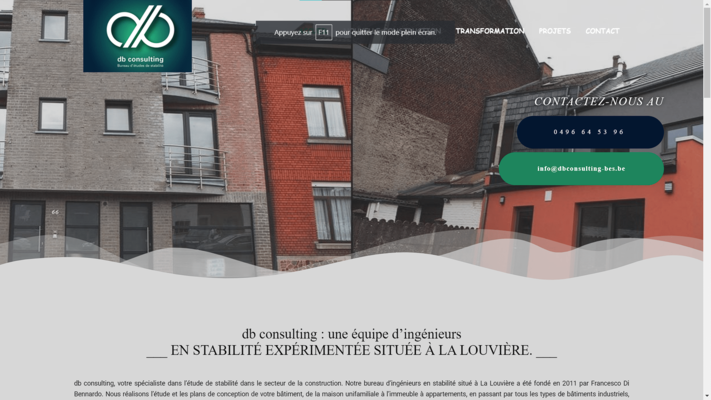 db consulting
Bureau d'études de stabilité
Appuyez sur F11 pour quitter le mode plein écran.
TRANSFORMATION
PROJETS
CONTACT
CONTACTEZ-NOUS AU
0496 64 53 96
info@dbconsulting-bes.be
66
db consulting : une équipe d'ingénieurs
___ EN STABILITÉ EXPÉRIMENTÉE SITUÉE À LA LOUVIÈRE. ___
db consulting, votre spécialiste dans l'étude de stabilité dans le secteur de la construction. Notre bureau d'ingénieurs en stabilité situé à La Louvière a été fondé en 2011 par Francesco Di
Bennardo. Nous réalisons l'étude et les plans de conception de votre bâtiment, de la maison unifamiliale à l'immeuble à appartements, en passant par tous les types de bâtiments industriels,